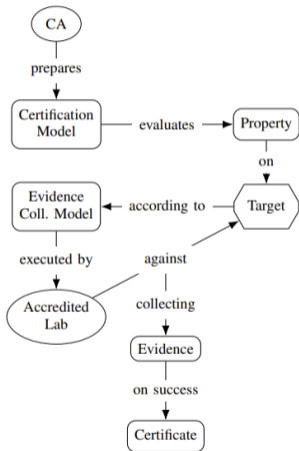 CA
prepares
Certification
Model
evaluates
Property
on
Evidence
Coll. Model
according to
Target
executed by
against
Accredited
Lab
collecting
Evidence
on success
Certificate